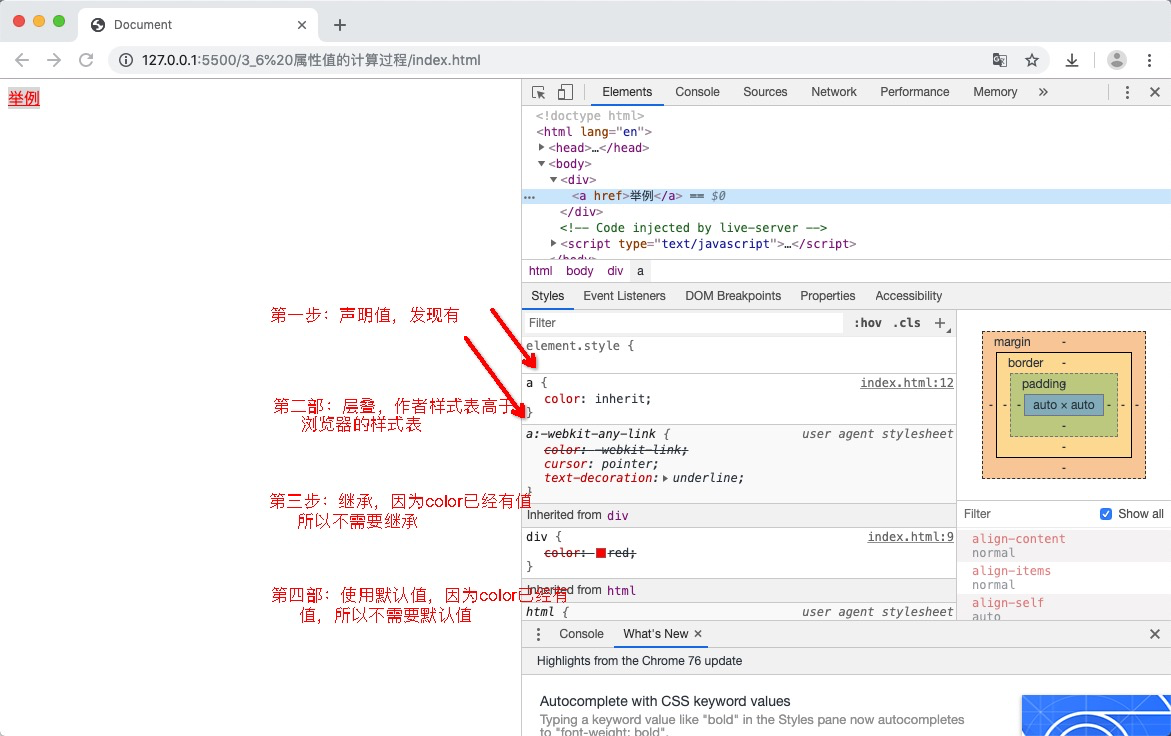 Document
127.0.0.1:5500/3_6%20属性值的计算过程/index.html
举例
Elements Console Sources Network Performance Memory
<!doctype html>
<html lang="en">
<head>…</head>
<body>
<div>
<a href>举例</a> == $0
</div>
<!-- Code injected by live-server -->
<script type="text/javascript">…</script>
</body>
html body div a
Styles Event Listeners DOM Breakpoints Properties Accessibility
Filter :hov .cls +
element.style {
a { index.html:12
color: inherit;
}
a:-webkit-any-link { user agent stylesheet
color: -webkit-link;
cursor: pointer;
text-decoration: underline;
}
Inherited from div
div { index.html:9
color: red;
}
Inherited from html
html { user agent stylesheet
第一步：声明值，发现有
第二部：层叠，作者样式表高于
浏览器的样式表
第三步：继承，因为color已经有值
所以不需要继承
第四部：使用默认值，因为color已经有
值，所以不需要默认值
margin -
border -
padding -
- - - auto × auto - - -
-
-
-
Filter Show all
align-content
normal
align-items
normal
align-self
auto
Console What's New ×
Highlights from the Chrome 76 update
Autocomplete with CSS keyword values
Typing a keyword value like "bold" in the Styles pane now autocompletes
to "font-weight: bold".